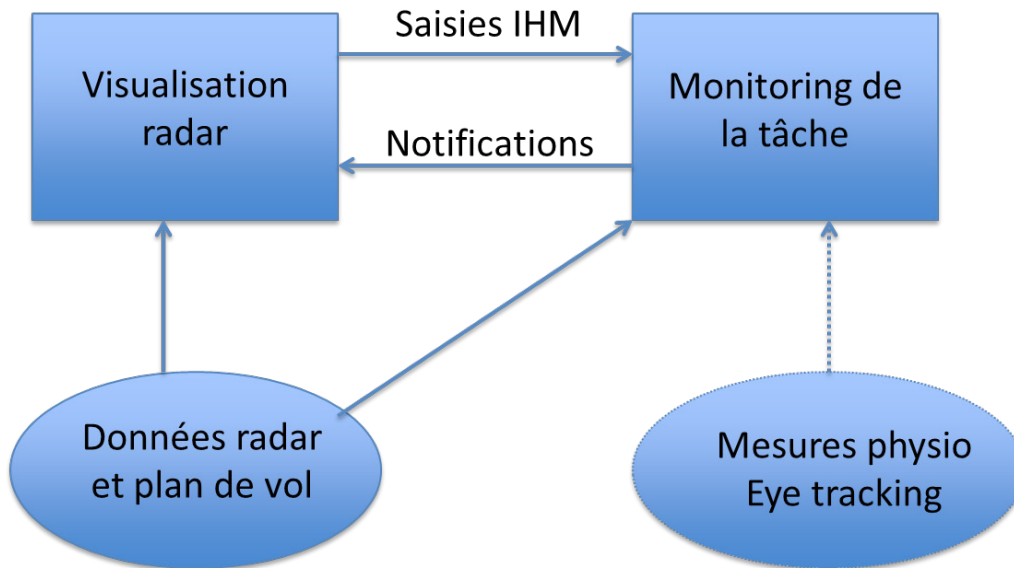 Saisies IHM
Visualisation
radar
Monitoring de
la tâche
Notifications
Données radar
et plan de vol
Mesures physio
Eye tracking